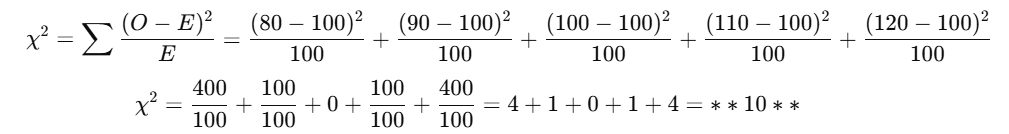 χ² = ∑ (O − E)²/E = (80 − 100)²/100 + (90 − 100)²/100 + (100 − 100)²/100 + (110 − 100)²/100 + (120 − 100)²/100
χ² = 400/100 + 100/100 + 0 + 100/100 + 400/100 = 4 + 1 + 0 + 1 + 4 = ∗ ∗ 10 ∗ ∗